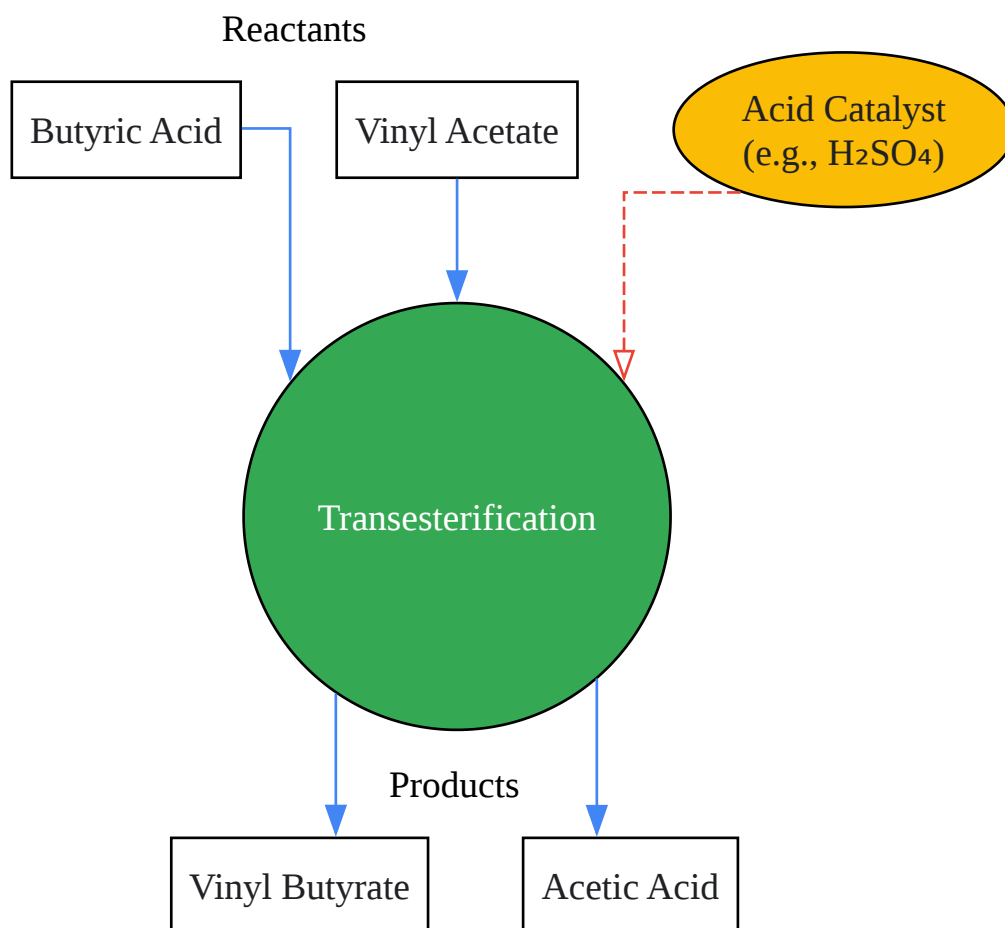 Reactants
Butyric Acid
Vinyl Acetate
Acid Catalyst
(e.g., H₂SO₄)
Transesterification
Products
Vinyl Butyrate
Acetic Acid